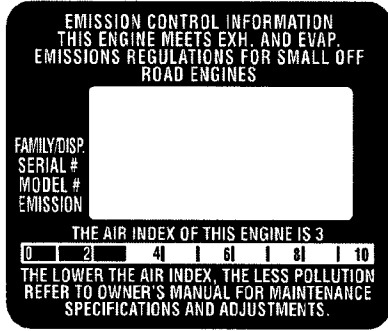 EMISSION CONTROL INFORMATION
THIS ENGINE MEETS EXH. AND EVAP.
EMISSIONS REGULATIONS FOR SMALL OFF
ROAD ENGINES
FAMILY/DISP.
SERIAL #
MODEL #
EMISSION
THE AIR INDEX OF THIS ENGINE IS 3
0 2 4 6 8 10
THE LOWER THE AIR INDEX, THE LESS POLLUTION
REFER TO OWNER'S MANUAL FOR MAINTENANCE
SPECIFICATIONS AND ADJUSTMENTS.